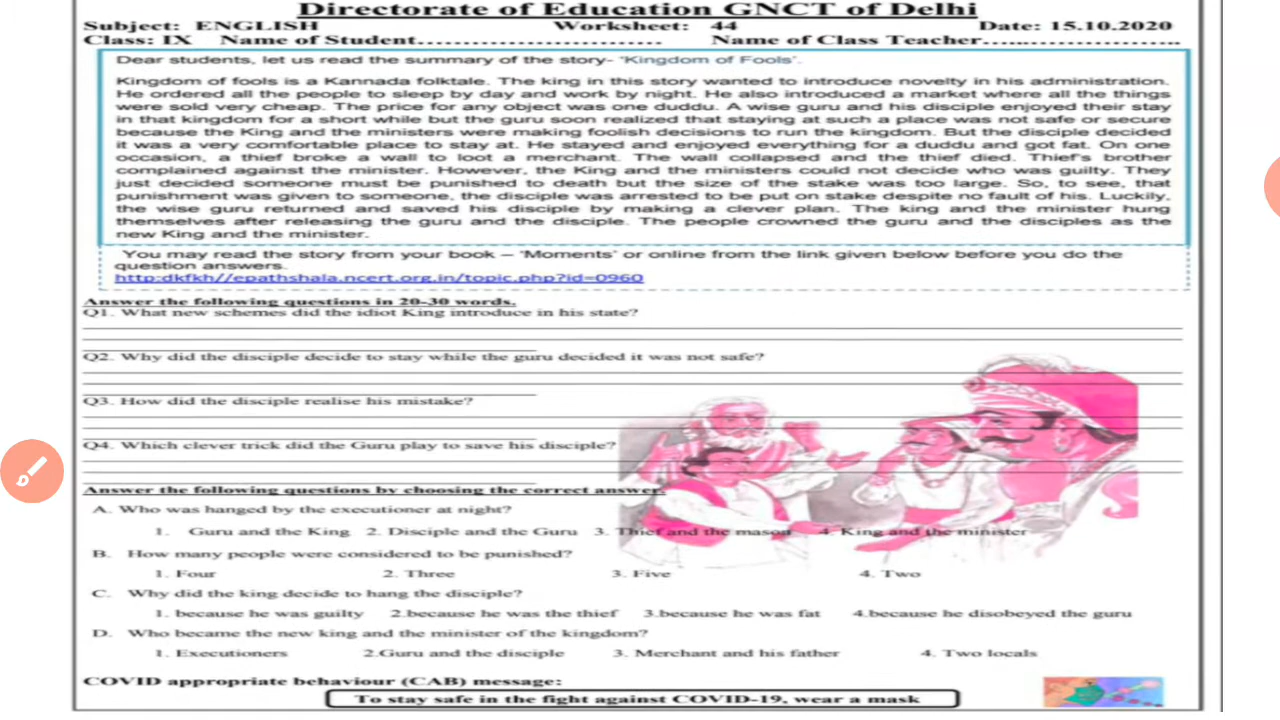 Directorate of Education GNCT of Delhi
Subject: ENGLISH Worksheet: 44 Date: 15.10.2020
Class: IX Name of Student............................ Name of Class Teacher.........................
Dear students, let us read the summary of the story- 'Kingdom of Fools'.
Kingdom of fools is a Kannada folktale. The king in this story wanted to introduce novelty in his administration.
He ordered all the people to sleep by day and work by night. He also introduced a market where all the things
were sold very cheap. The price for any object was one duddu. A wise guru and his disciple enjoyed their stay
in that kingdom for a short while but the guru soon realized that staying at such a place was not safe or secure
because the King and the ministers were making foolish decisions to run the kingdom. But the disciple decided
it was a very comfortable place to stay at. He stayed and enjoyed everything for a duddu and got fat. On one
occasion, a thief broke a wall to loot a merchant. The wall collapsed and the thief died. Thief's brother
complained against the minister. However, the King and the ministers could not decide who was guilty. They
just decided someone must be punished to death but the size of the stake was too large. So, to see, that
punishment was given to someone, the disciple was arrested to be put on stake despite no fault of his. Luckily,
the wise guru returned and saved his disciple by making a clever plan. The king and the minister hung
themselves after releasing the guru and the disciple. The people crowned the guru and the disciples as the
new King and the minister.
You may read the story from your book – 'Moments' or online from the link given below before you do the
question answers.
http:dkfkh//epathshala.ncert.org.in/topic.php?id=0960
Answer the following questions in 20-30 words.
Q1. What new schemes did the idiot King introduce in his state?
Q2. Why did the disciple decide to stay while the guru decided it was not safe?
Q3. How did the disciple realise his mistake?
Q4. Which clever trick did the Guru play to save his disciple?
Answer the following questions by choosing the correct answer.
A. Who was hanged by the executioner at night?
1. Guru and the King 2. Disciple and the Guru 3. Thief and the mason 4. King and the minister
B. How many people were considered to be punished?
1. Four 2. Three 3. Five 4. Two
C. Why did the king decide to hang the disciple?
1. because he was guilty 2.because he was the thief 3.because he was fat 4.because he disobeyed the guru
D. Who became the new king and the minister of the kingdom?
1. Executioners 2.Guru and the disciple 3. Merchant and his father 4. Two locals
COVID appropriate behaviour (CAB) message:
To stay safe in the fight against COVID-19, wear a mask